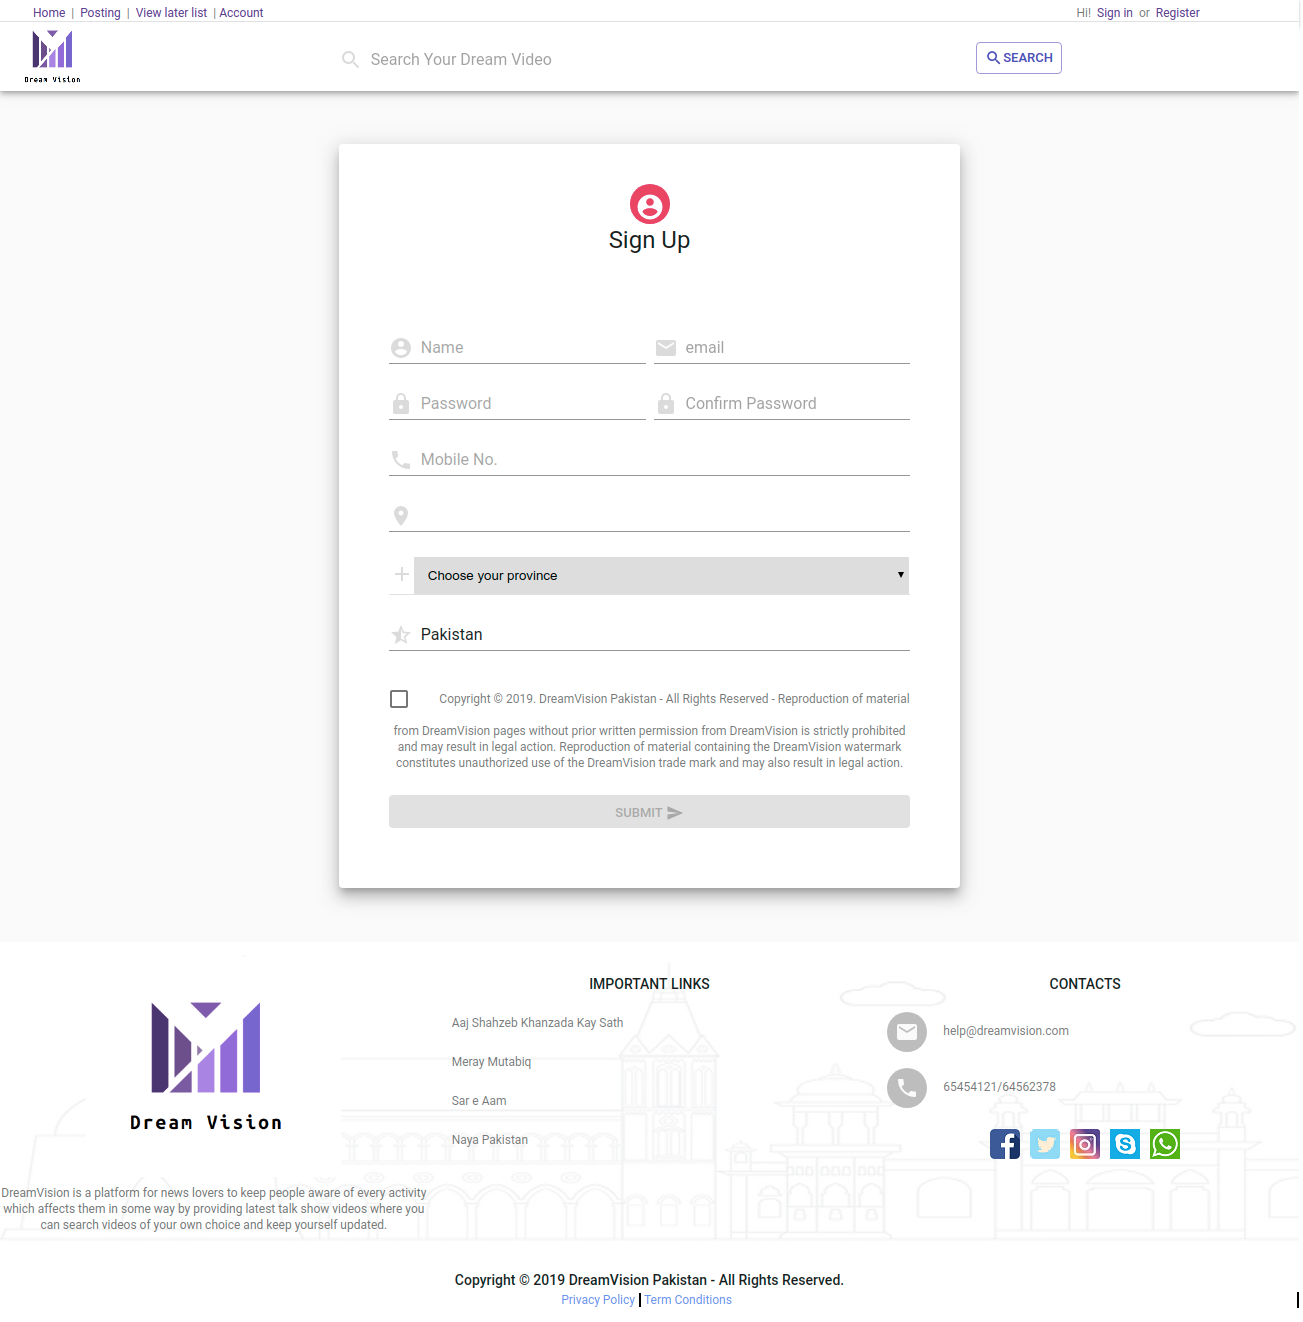 Home | Posting | View later list | Account
Hi! Sign in or Register
Dream Vision
Search Your Dream Video
SEARCH
Sign Up
Name
email
Password
Confirm Password
Mobile No.
Choose your province
Pakistan
Copyright © 2019. DreamVision Pakistan - All Rights Reserved - Reproduction of material
from DreamVision pages without prior written permission from DreamVision is strictly prohibited
and may result in legal action. Reproduction of material containing the DreamVision watermark
constitutes unauthorized use of the DreamVision trade mark and may also result in legal action.
SUBMIT
Dream Vision
DreamVision is a platform for news lovers to keep people aware of every activity
which affects them in some way by providing latest talk show videos where you
can search videos of your own choice and keep yourself updated.
IMPORTANT LINKS
Aaj Shahzeb Khanzada Kay Sath
Meray Mutabiq
Sar e Aam
Naya Pakistan
CONTACTS
help@dreamvision.com
65454121/64562378
Copyright © 2019 DreamVision Pakistan - All Rights Reserved.
Privacy Policy | Term Conditions